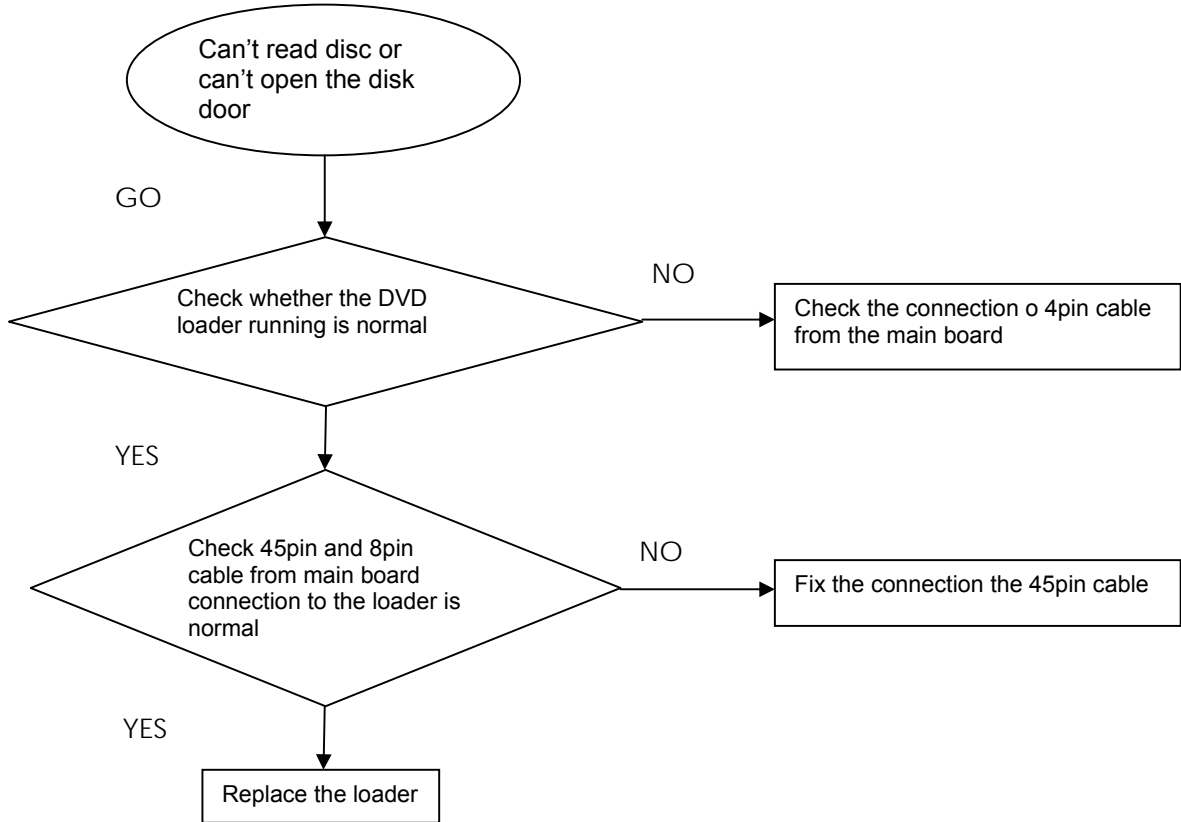 Can't read disc or
can't open the disk
door
GO
Check whether the DVD
loader running is normal
NO
Check the connection o 4pin cable
from the main board
YES
Check 45pin and 8pin
cable from main board
connection to the loader is
normal
NO
Fix the connection the 45pin cable
YES
Replace the loader